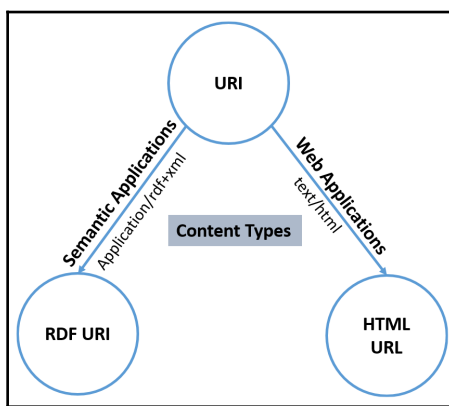 URI
Semantic Applications
Application/rdf+xml
Web Applications
text/html
Content Types
RDF URI
HTML
URL